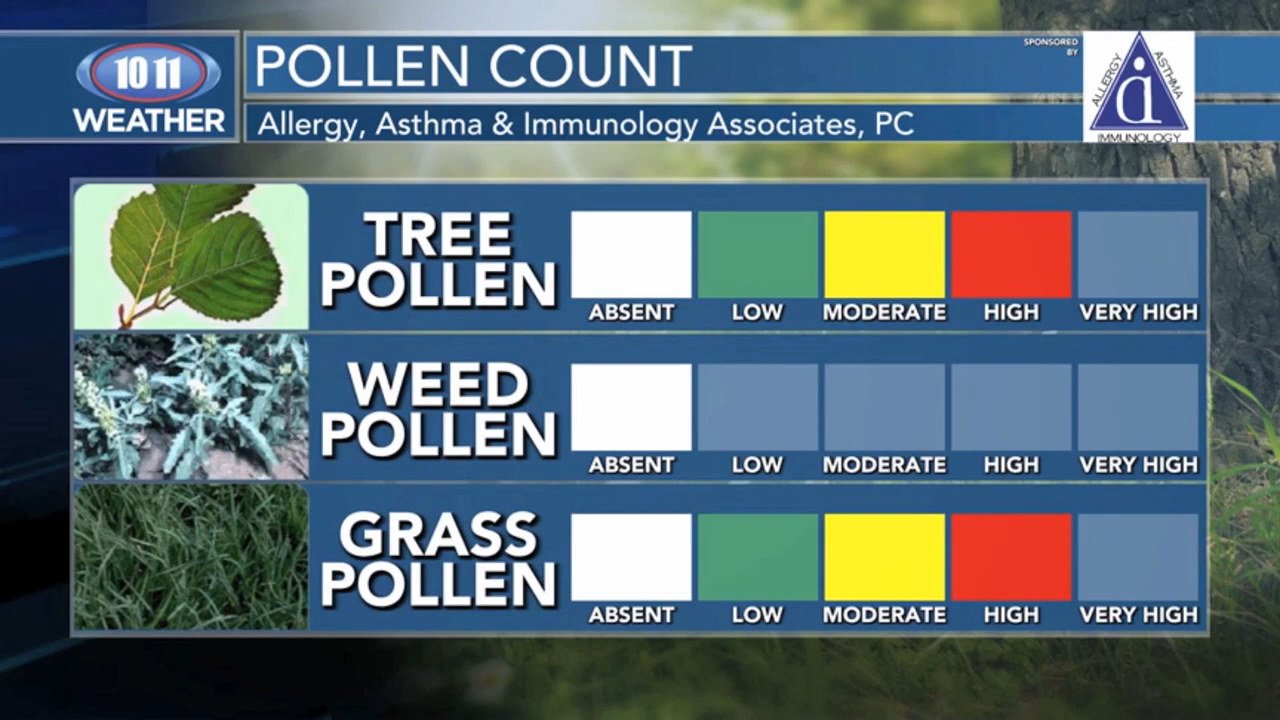 10 11
WEATHER
POLLEN COUNT
Allergy, Asthma & Immunology Associates, PC
SPONSORED
BY
ALLERGY
ASTHMA
ai
IMMUNOLOGY
TREE
POLLEN
ABSENT LOW MODERATE HIGH VERY HIGH
WEED
POLLEN
ABSENT LOW MODERATE HIGH VERY HIGH
GRASS
POLLEN
ABSENT LOW MODERATE HIGH VERY HIGH